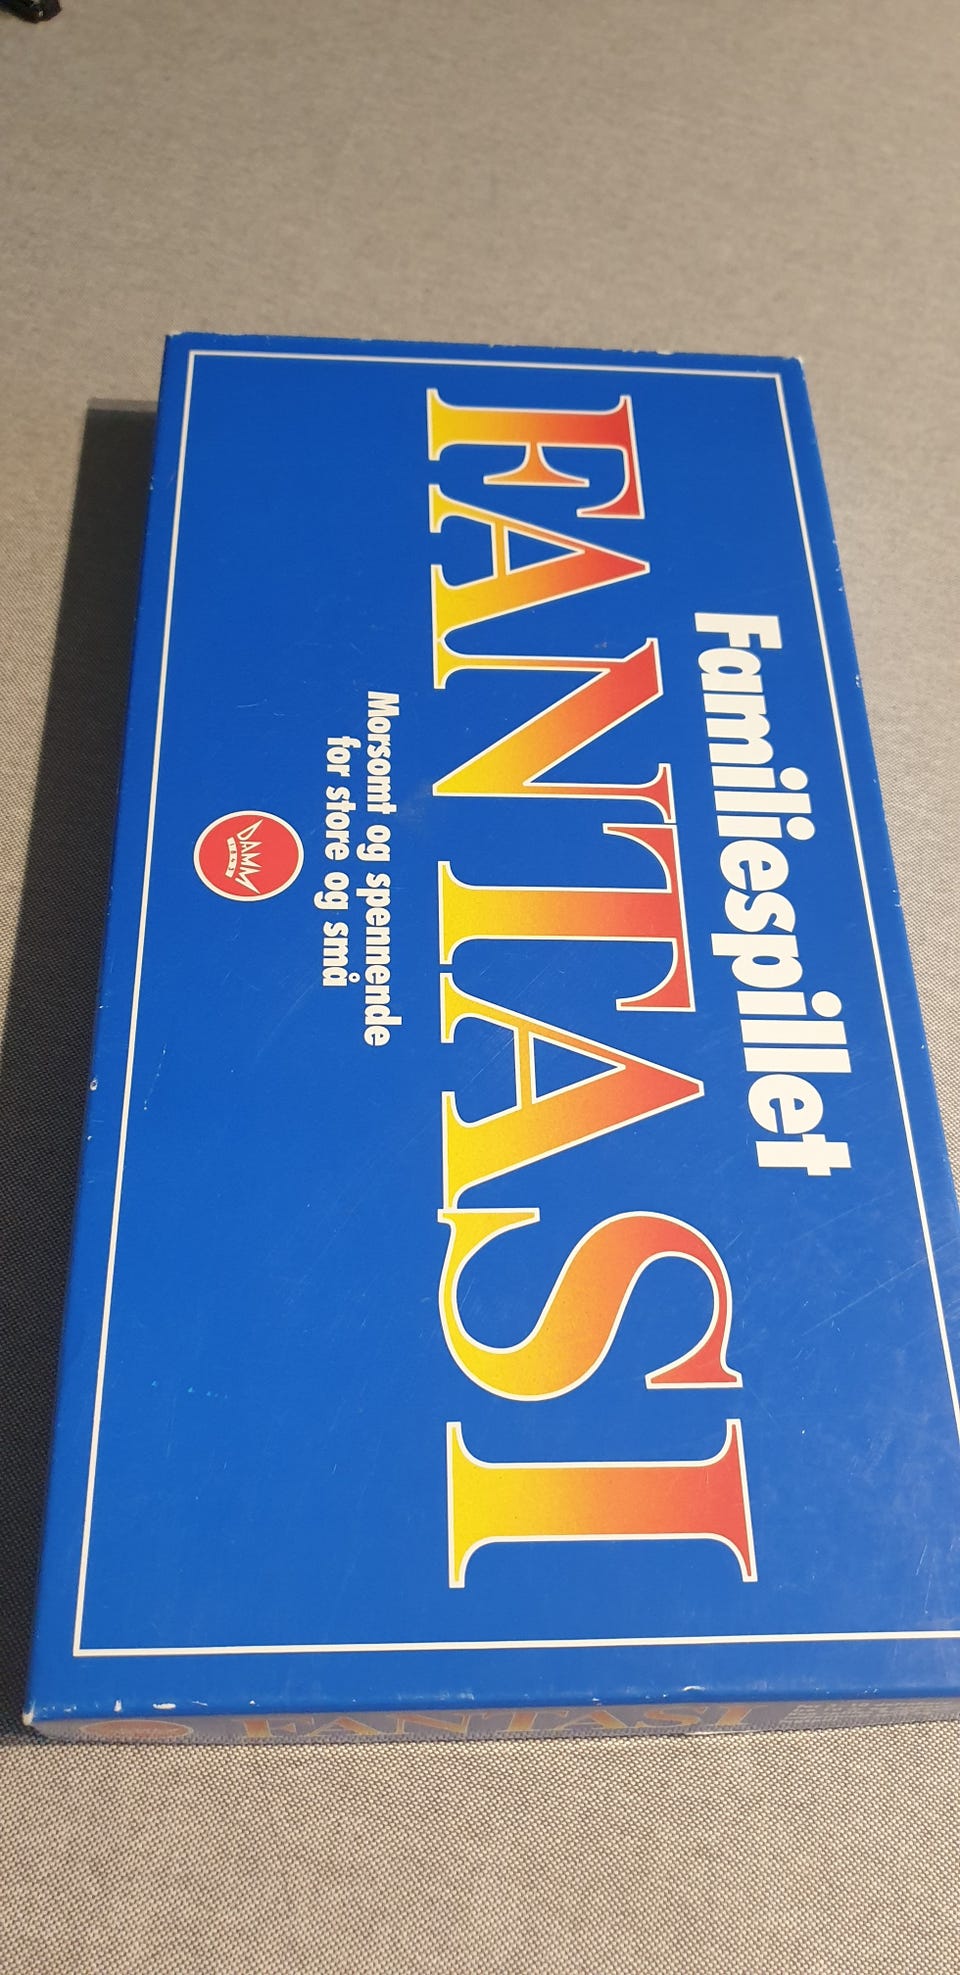 Familiespillet
FANTASI
Morsomt og spennende
for store og små
DAMM
FANTASI